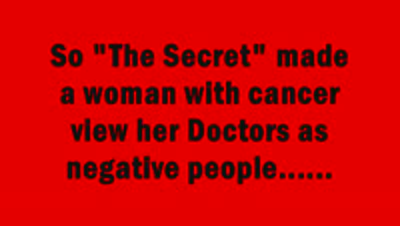 So "The Secret" made
a woman with cancer
view her Doctors as
negative people......